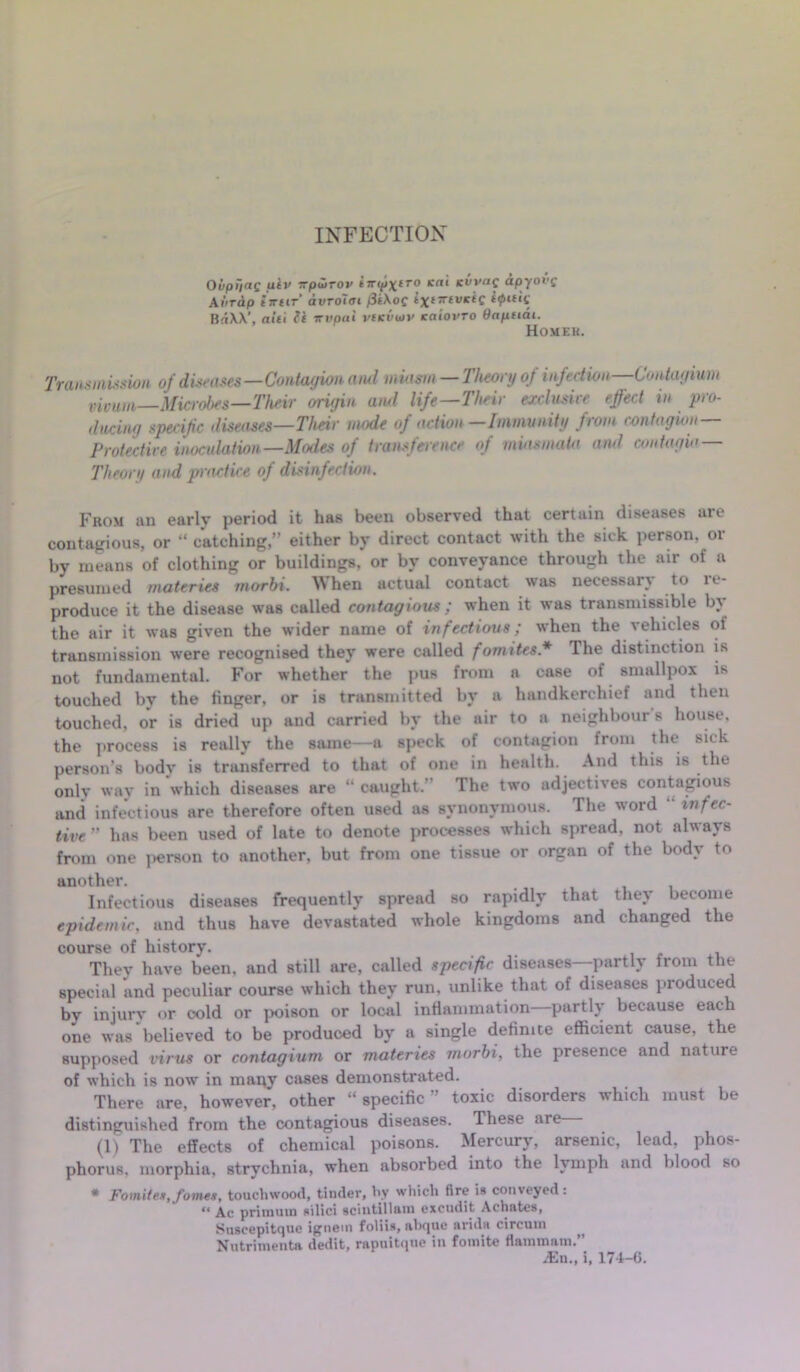 INFECTION
Οὐρῆας μὲν πρῶτον ἐπῴχετο καὶ κύνας ἀργούς
Αὐτὰρ ἔπειτ’ ἀυτοῖσι βέλος ἐχεπευκὲς ἐφιεὶς
Βάλλ’, αἰεὶ δὲ πυραὶ νεκύων καίοντο θαμειάι.
HOMER.
Transmission of diseases—Contagion and miasm—Theory of infection—Contagium
vivum—Microbes—Their origin and life—Their exclusive effect in pro-
ducing specific diseases—Their mode of action—Immunity from contagion—
Protective inoculation—Modes of transference of miasmata and contagia—
Theory and practice of disinfection.
FROM an early period it has been observed that certain diseases are
contagious, or “ catching,” either by direct contact with the sick person, or
by means of clothing or buildings, or by conveyance through the air of a
presumed materies morbi. When actual contact was necessary to re-
produce it the disease was called contagious; when it was transmissible by
the air it was given the wider name of infectious; when the vehicles of
transmission were recognised they were called fomites.* The distinction is
not fundamental. For whether the pus from a case of smallpox is
touched by the finger, or is transmitted by a handkerchief and then
touched, or is dried up and carried by the air to a neighbour's house,
the process is really the same—a speck of contagion from the sick
person's body is transferred to that of one in health. And this is the
only way in which diseases are “ caught.” The two adjectives contagious
and infectious are therefore often used as synonymous. The word “ infec-
tive ” has been used of late to denote processes which spread, not always
from one person to another, but from one tissue or organ of the body to
another.
Infectious diseases frequently spread so rapidly that they become
epidemic, and thus have devastated whole kingdoms and changed the
course of history.
They have been, and still are, called specific diseases—partly from the
special and peculiar course which they run, unlike that of diseases produced
by injury or cold or poison or local inflammation—partly because each
one was believed to be produced by a single definite efficient cause, the
supposed virus or contagium or materies morbi, the presence and nature
of which is now in many cases demonstrated.
There are, however, other “ specific ” toxic disorders which must be
distinguished from the contagious diseases. These are—
(1) The effects of chemical poisons. Mercury, arsenic, lead, phos-
phorus, morphia, strychnia, when absorbed into the lymph and blood so
* Fomites, fomes, touchwood, tinder, by which fire is conveyed :
“ Ac primum silici scintillam excudit Achates,
Suscepitque ignem foliis, abque arida circum
Nutrimenta dedit, rapuitque in fomite flammam.”
Æn., i, 174–6.